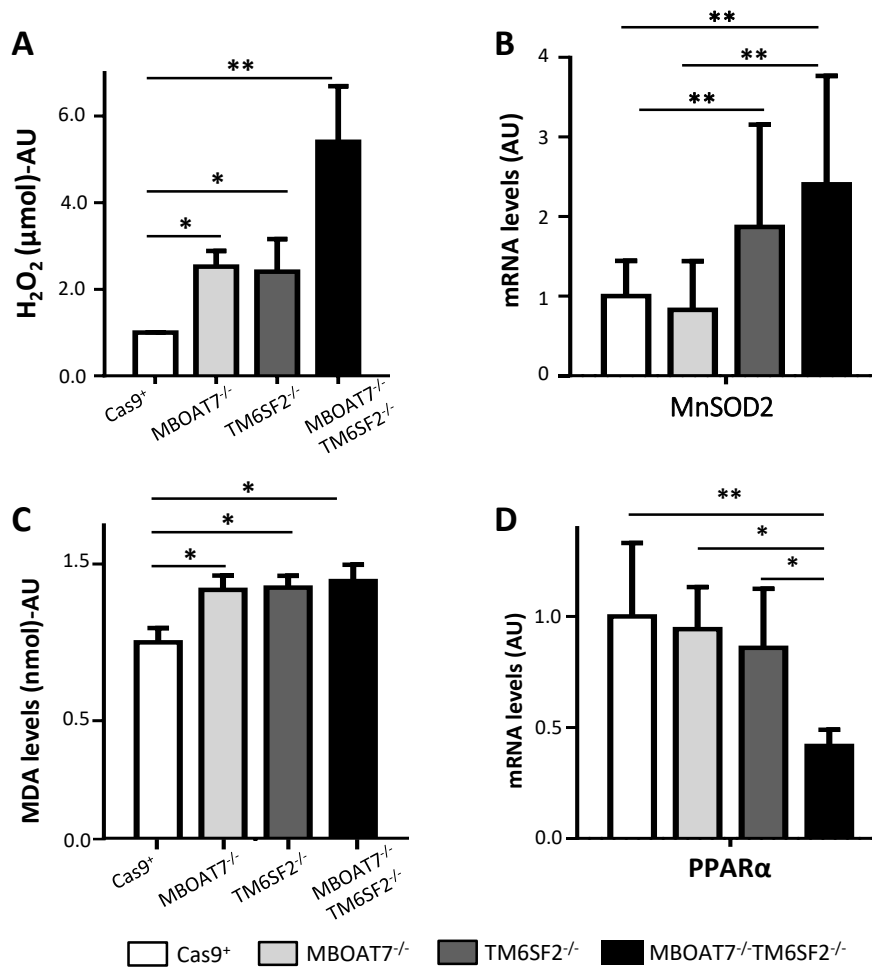 A
H₂O₂ (μmol)-AU
6.0
4.0
2.0
0.0
**
*
*
Cas9⁺
MBOAT7⁻/⁻
TM6SF2⁻/⁻
MBOAT7⁻/⁻
TM6SF2⁻/⁻
B
mRNA levels (AU)
4
3
2
1
0
**
**
**
MnSOD2
C
MDA levels (nmol)-AU
1.5
0.5
0.0
*
*
*
Cas9⁺
MBOAT7⁻/⁻
TM6SF2⁻/⁻
MBOAT7⁻/⁻
TM6SF2⁻/⁻
D
mRNA levels (AU)
1.0
0.5
0.0
**
*
*
PPARα
Cas9⁺ MBOAT7⁻/⁻ TM6SF2⁻/⁻ MBOAT7⁻/⁻TM6SF2⁻/⁻